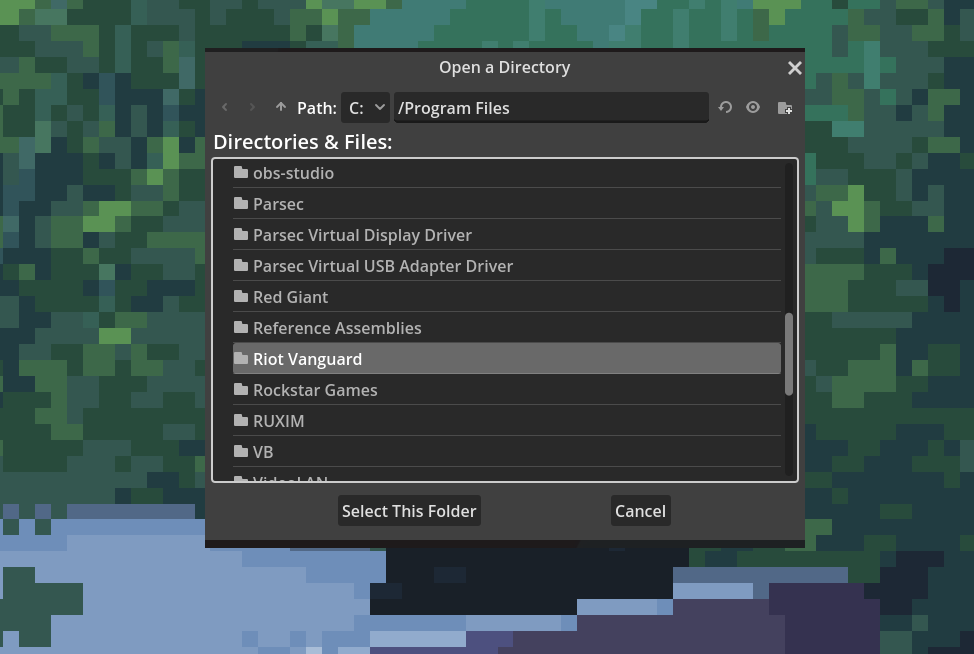 Open a Directory
Path: C: /Program Files
Directories & Files:
obs-studio
Parsec
Parsec Virtual Display Driver
Parsec Virtual USB Adapter Driver
Red Giant
Reference Assemblies
Riot Vanguard
Rockstar Games
RUXIM
VB
VideoLAN
Select This Folder Cancel